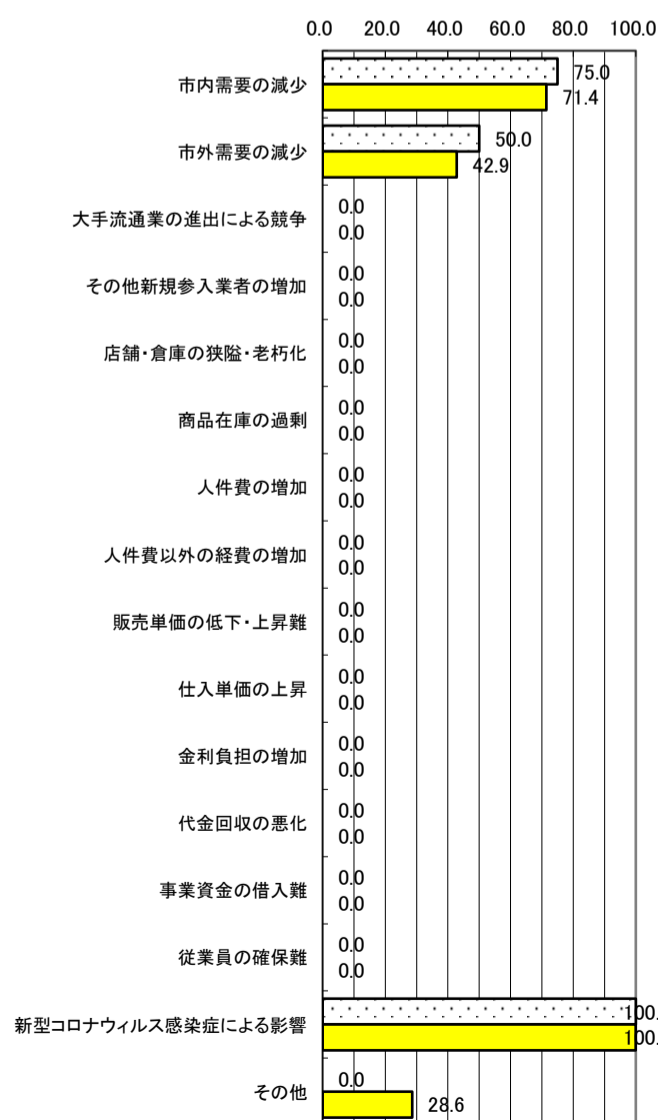 0.0 20.0 40.0 60.0 80.0 100.0
市内需要の減少
75.0
71.4
市外需要の減少
50.0
42.9
大手流通業の進出による競争
0.0
0.0
その他新規参入業者の増加
0.0
0.0
店舗・倉庫の狭隘・老朽化
0.0
0.0
商品在庫の過剰
0.0
0.0
人件費の増加
0.0
0.0
人件費以外の経費の増加
0.0
0.0
販売単価の低下・上昇難
0.0
0.0
仕入単価の上昇
0.0
0.0
金利負担の増加
0.0
0.0
代金回収の悪化
0.0
0.0
事業資金の借入難
0.0
0.0
従業員の確保難
0.0
0.0
新型コロナウィルス感染症による影響
100.
100.
その他
0.0
28.6